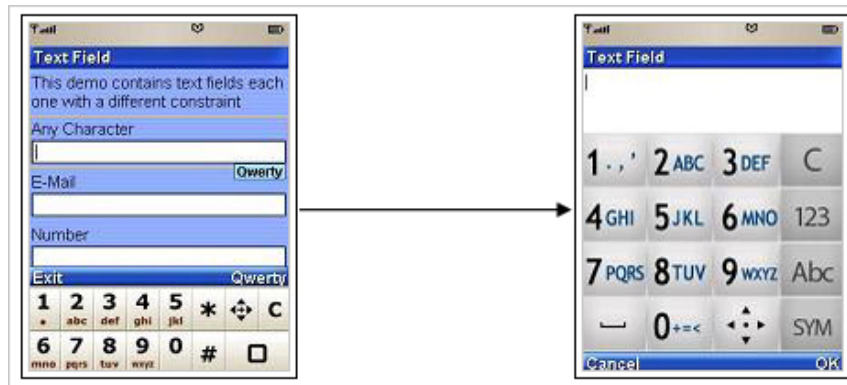 Text Field
This demo contains text fields each
one with a different constraint
Any Character
Qwerty
E-Mail
Number
Exit Qwerty
1 2 3 4 5 * C
. abc def ghi jkl
6 7 8 9 0 #
mno pqrs tuv wxyz
Text Field
1 . , ' 2 ABC 3 DEF C
4 GHI 5 JKL 6 MNO 123
7 PQRS 8 TUV 9 WXYZ Abc
0 + = < SYM
Cancel OK